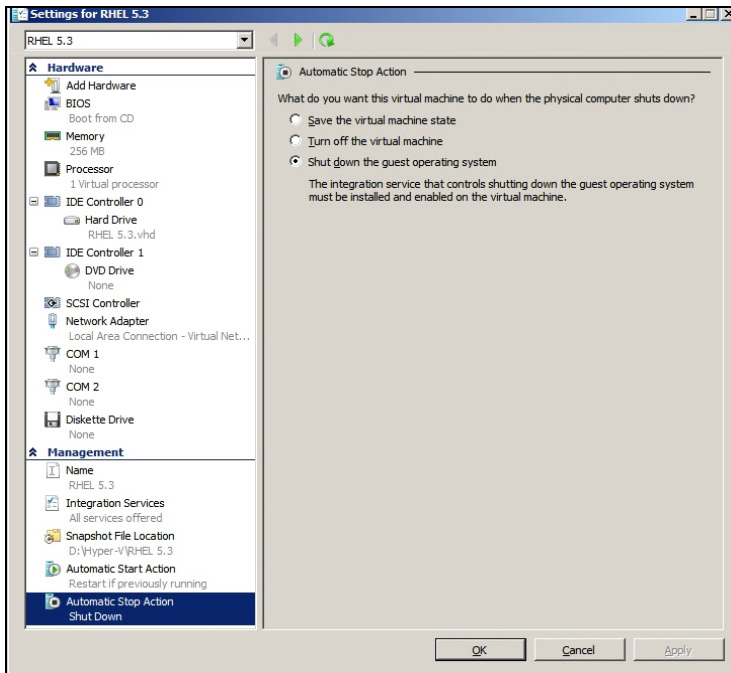 Settings for RHEL 5.3
RHEL 5.3
Hardware
Add Hardware
BIOS
Boot from CD
Memory
256 MB
Processor
1 Virtual processor
IDE Controller 0
Hard Drive
RHEL 5.3.vhd
IDE Controller 1
DVD Drive
None
SCSI Controller
Network Adapter
Local Area Connection - Virtual Net...
COM 1
None
COM 2
None
Diskette Drive
None
Management
Name
RHEL 5.3
Integration Services
All services offered
Snapshot File Location
D:\Hyper-V\RHEL 5.3
Automatic Start Action
Restart if previously running
Automatic Stop Action
Shut Down
Automatic Stop Action
What do you want this virtual machine to do when the physical computer shuts down?
Save the virtual machine state
Turn off the virtual machine
Shut down the guest operating system
The integration service that controls shutting down the guest operating system
must be installed and enabled on the virtual machine.
OK
Cancel
Apply